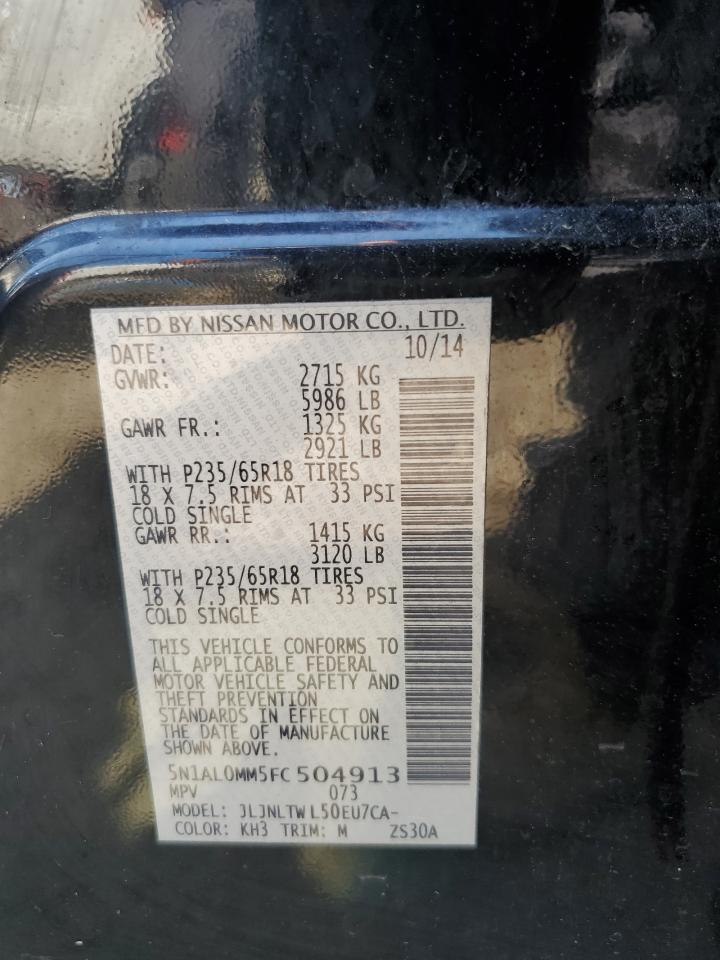 MFD BY NISSAN MOTOR CO., LTD.
DATE: 10/14
GVWR: 2715 KG
5986 LB
GAWR FR.: 1325 KG
2921 LB
WITH P235/65R18 TIRES
18 X 7.5 RIMS AT 33 PSI
COLD SINGLE
GAWR RR.: 1415 KG
3120 LB
WITH P235/65R18 TIRES
18 X 7.5 RIMS AT 33 PSI
COLD SINGLE
THIS VEHICLE CONFORMS TO
ALL APPLICABLE FEDERAL
MOTOR VEHICLE SAFETY AND
THEFT PREVENTION
STANDARDS IN EFFECT ON
THE DATE OF MANUFACTURE
SHOWN ABOVE.
5N1AL0MM5FC504913
MPV 073
MODEL: JLJNLTWL50EU7CA-
COLOR: KH3 TRIM: M ZS30A